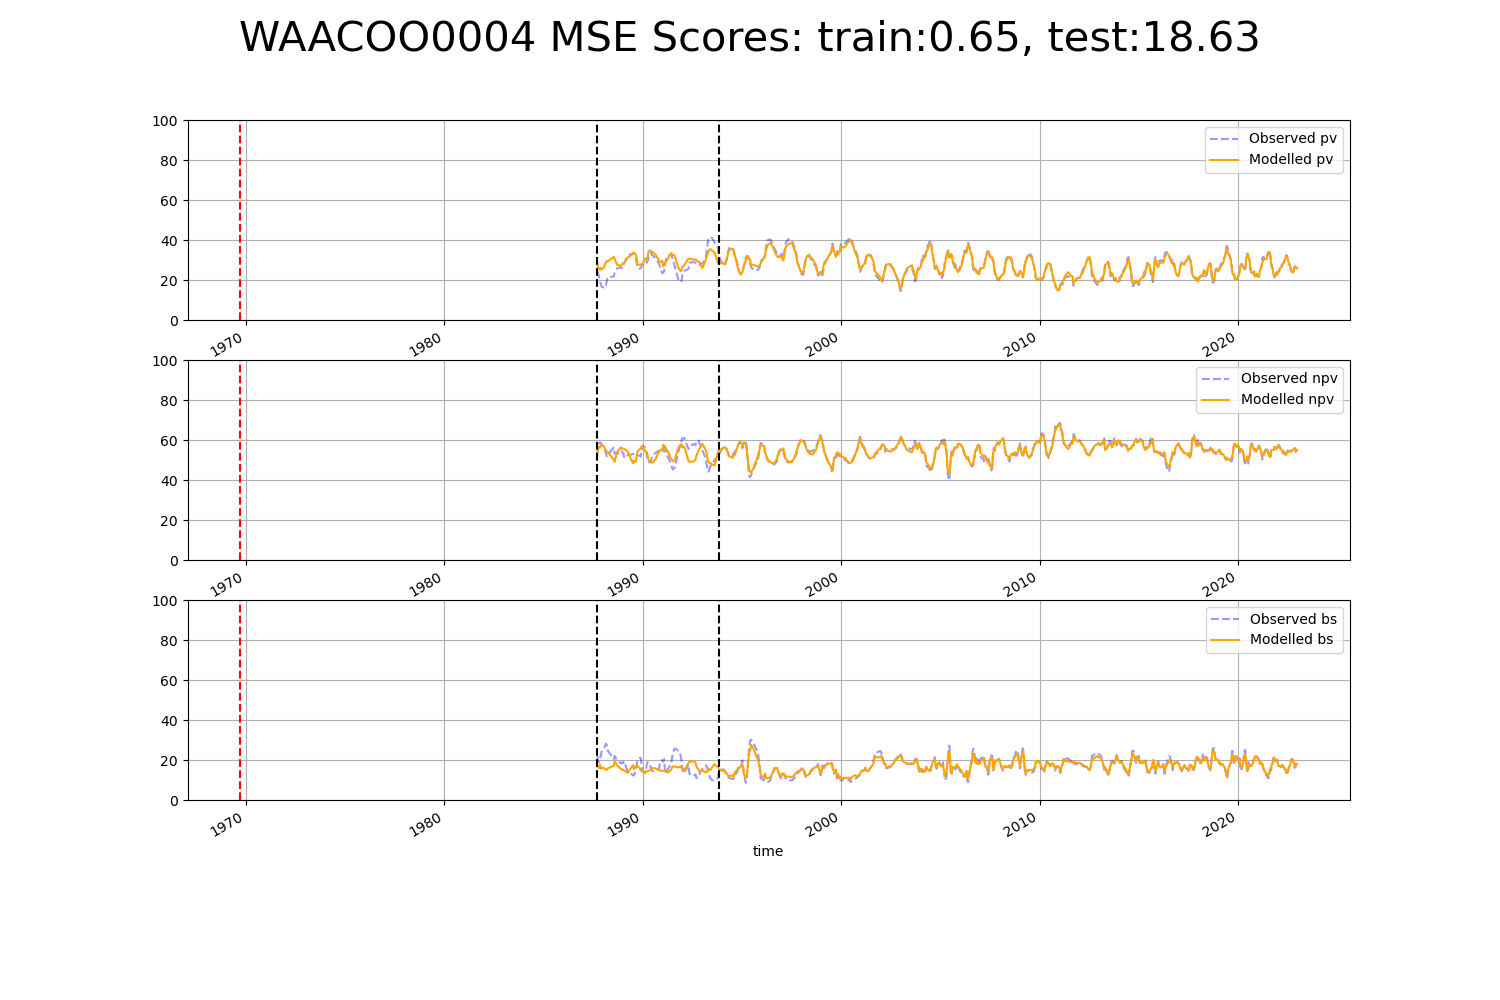 WAACOO0004 MSE Scores: train:0.65, test:18.63
100
80
60
40
20
0
Observed pv
Modelled pv
1970 1980 1990 2000 2010 2020
100
80
60
40
20
0
Observed npv
Modelled npv
1970 1980 1990 2000 2010 2020
100
80
60
40
20
0
Observed bs
Modelled bs
1970 1980 1990 2000 2010 2020
time